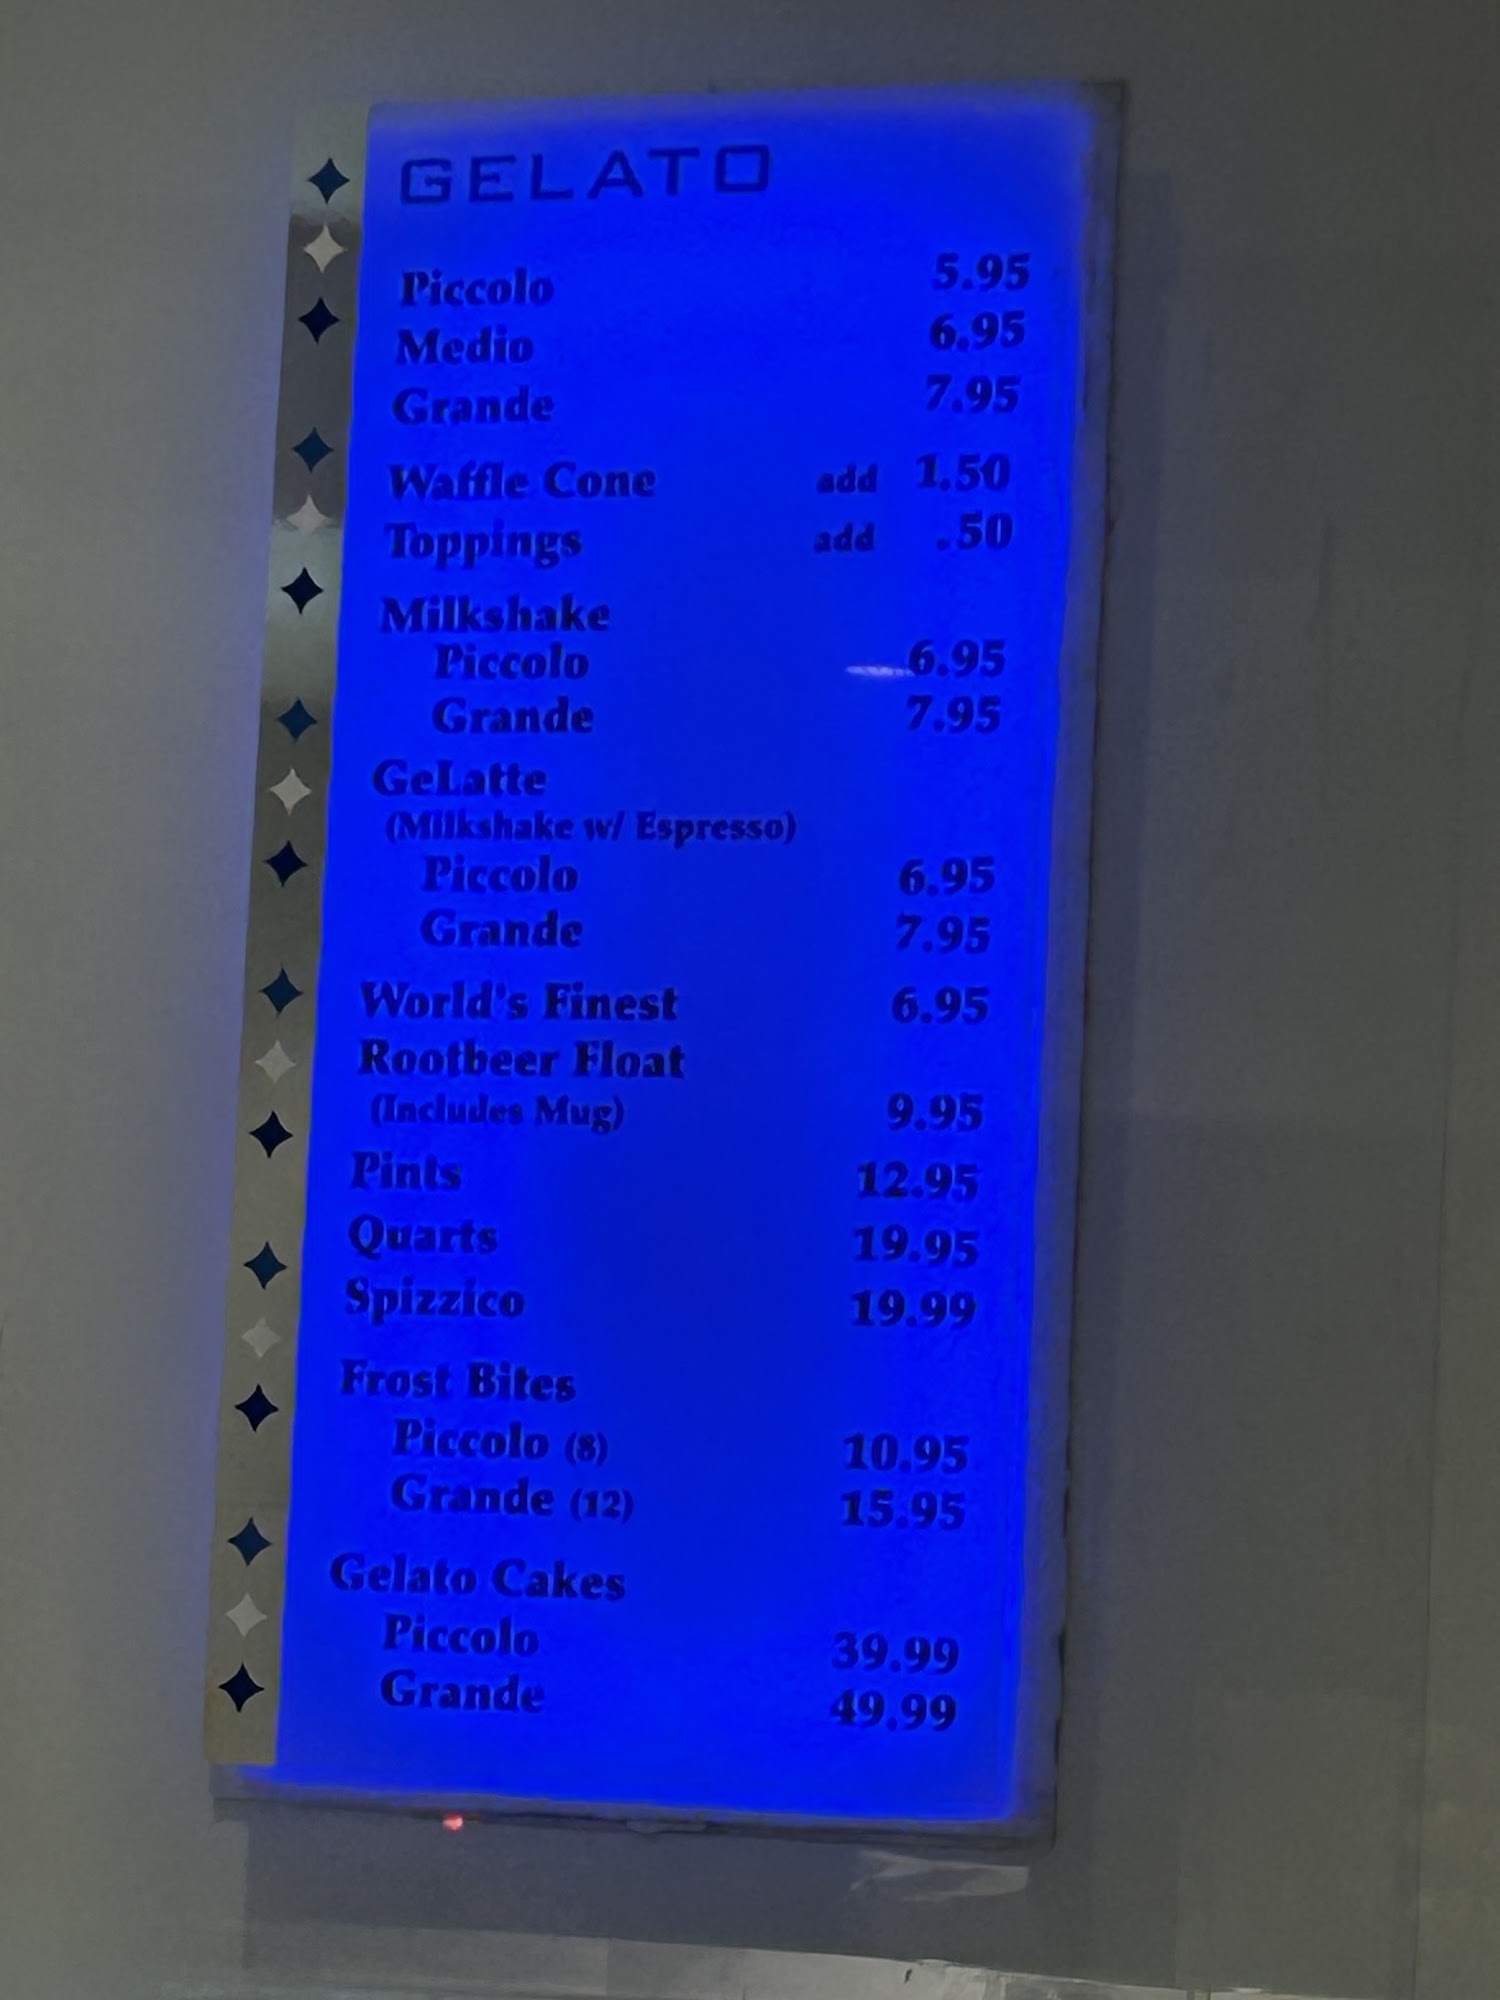 GELATO
Piccolo 5.95
Medio 6.95
Grande 7.95
Waffle Cone add 1.50
Toppings add .50
Milkshake
Piccolo 6.95
Grande 7.95
GeLatte
(Milkshake w/ Espresso)
Piccolo 6.95
Grande 7.95
World's Finest 6.95
Rootbeer Float
(Includes Mug) 9.95
Pints 12.95
Quarts 19.95
Spizzico 19.99
Frost Bites
Piccolo (8) 10.95
Grande (12) 15.95
Gelato Cakes
Piccolo 39.99
Grande 49.99